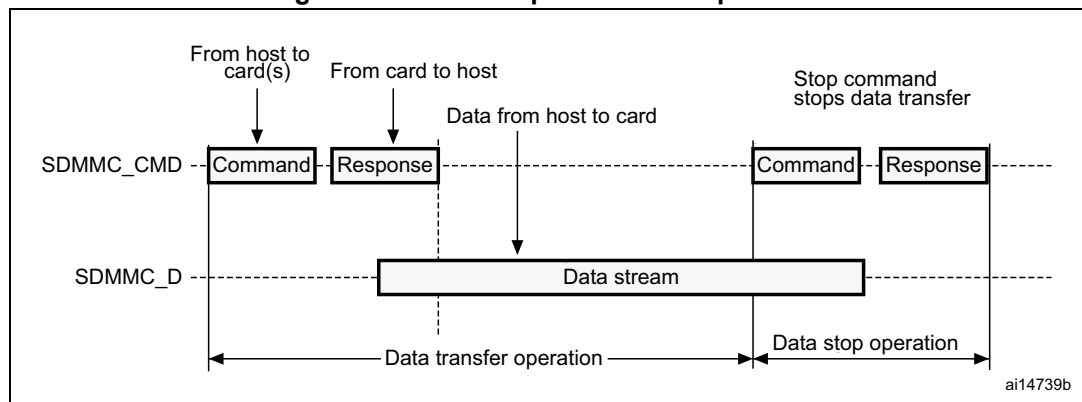 From host to
card(s)
From card to host
Data from host to card
Stop command
stops data transfer
SDMMC_CMD
Command
Response
Command
Response
SDMMC_D
Data stream
Data transfer operation
Data stop operation
ai14739b